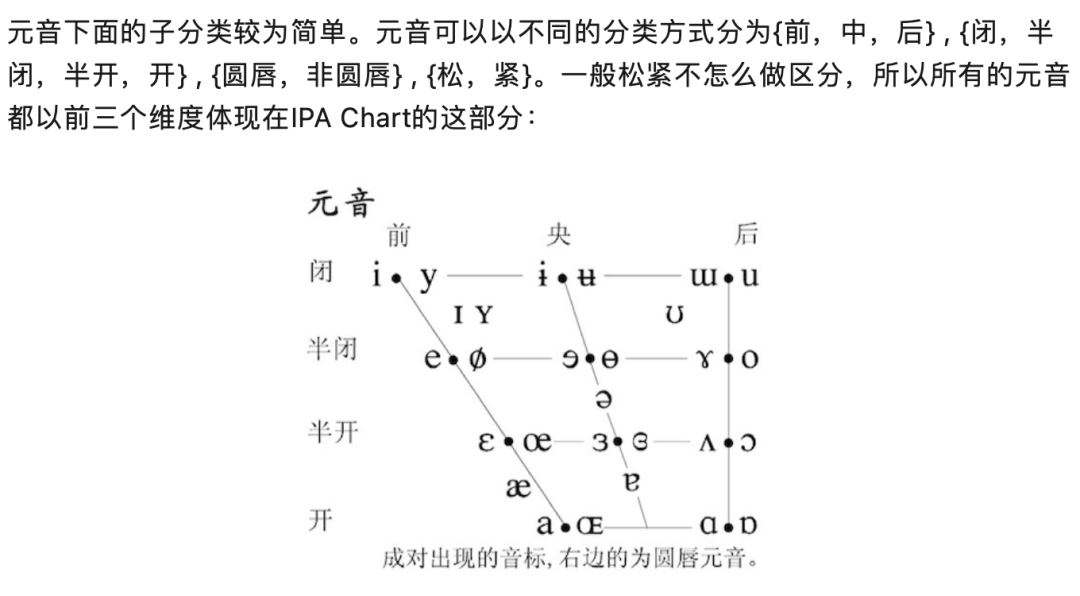 元音下面的子分类较为简单。元音可以以不同的分类方式分为{前，中，后} , {闭，半
闭，半开，开} , {圆唇，非圆唇} , {松，紧}。一般松紧不怎么做区分，所以所有的元音
都以前三个维度体现在IPA Chart的这部分：
元音
前 央 后
闭 i y ɨ ʉ ɯ u
ɪ ʏ ʊ
半闭 e ø ɘ ɵ ɤ o
ə
半开 ɛ œ ɜ ɞ ʌ ɔ
æ ɐ
开 a ɶ ɑ ɒ
成对出现的音标, 右边的为圆唇元音。